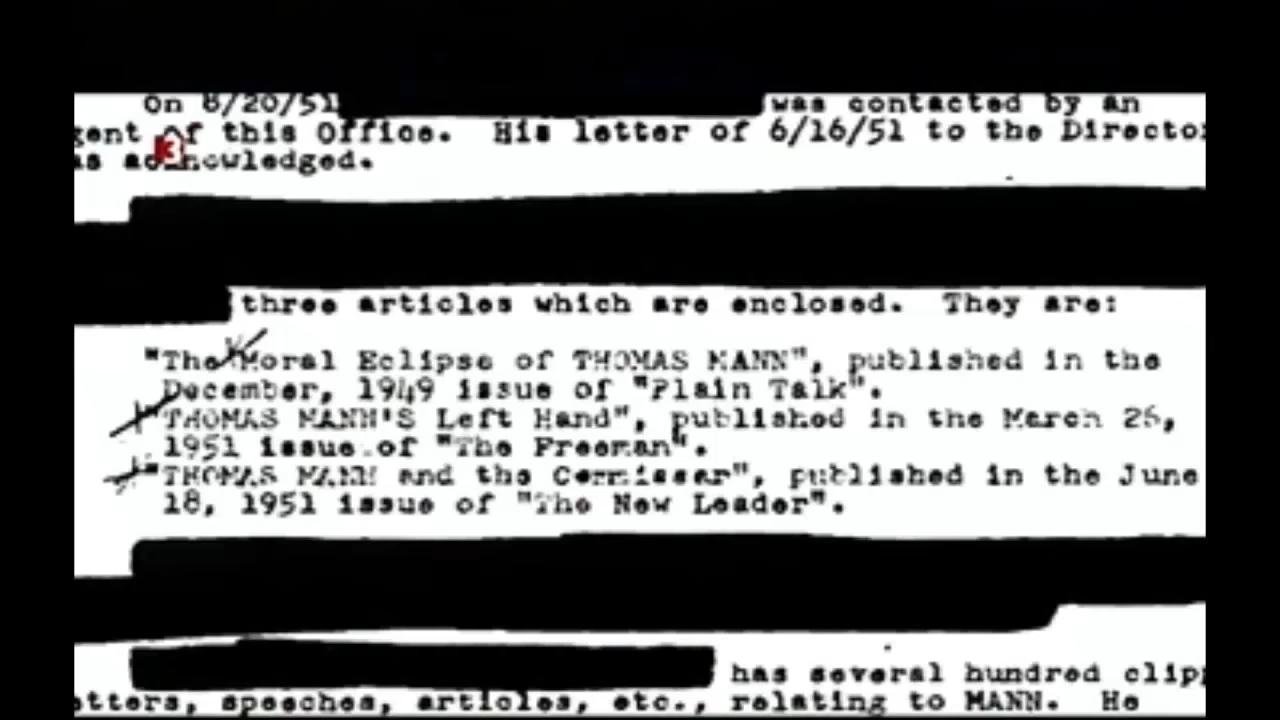 On 8/20/51 was contacted by an
gent of this Office. His letter of 6/16/51 to the Director
as acknowledged.
3
three articles which are enclosed. They are:
"The Moral Eclipse of THOMAS MANN", published in the
December, 1949 issue of "Plain Talk".
"THOMAS MANN'S Left Hand", published in the March 26,
1951 issue of "The Freeman".
"THOMAS MANN and the Commissar", published in the June
18, 1951 issue of "The New Leader".
has several hundred clipp
etters, speeches, articles, etc., relating to MANN. He